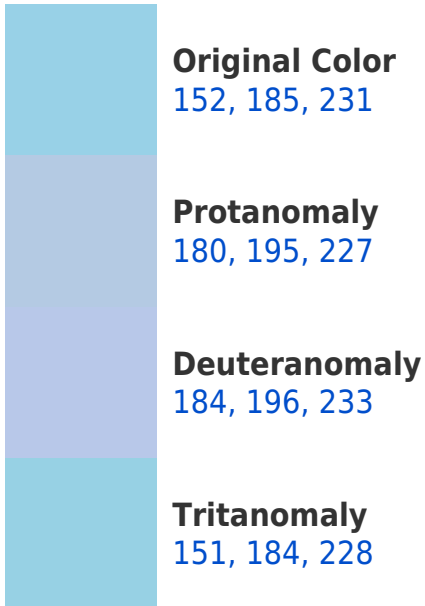 Original Color
152, 185, 231
Protanomaly
180, 195, 227
Deuteranomaly
184, 196, 233
Tritanomaly
151, 184, 228